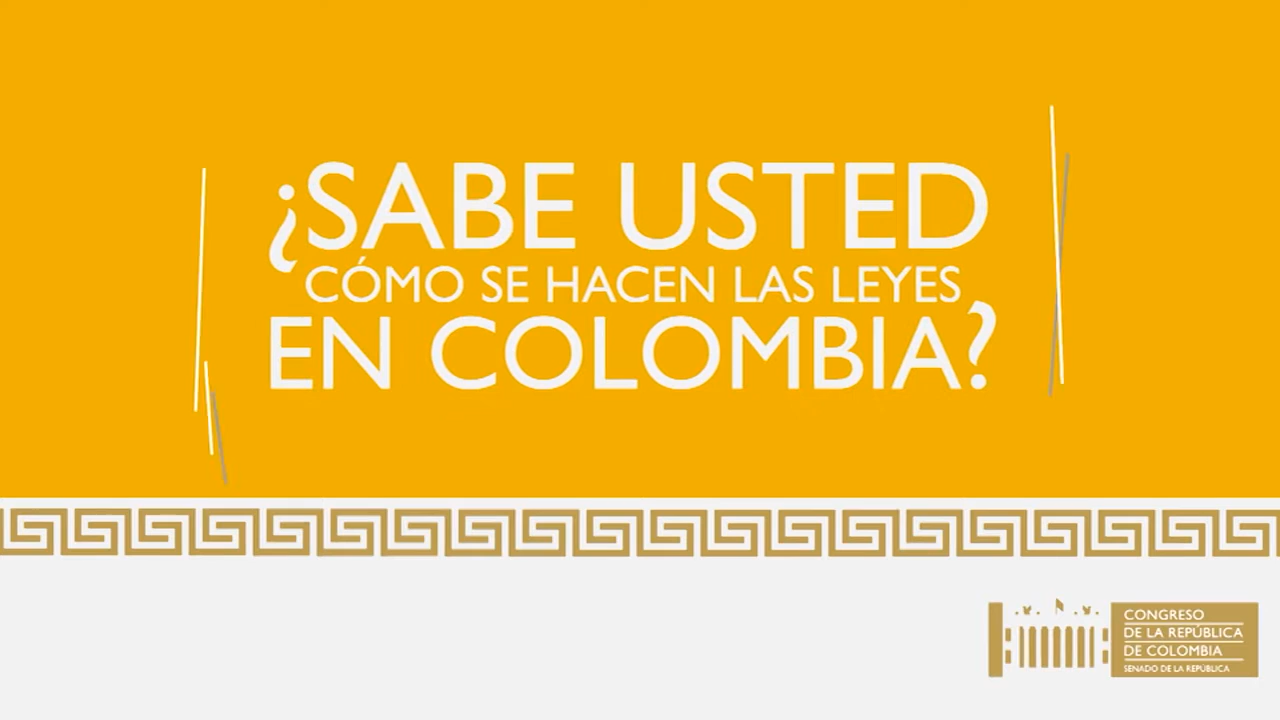 ¿SABE USTED
CÓMO SE HACEN LAS LEYES
EN COLOMBIA?
CONGRESO
DE LA REPÚBLICA
DE COLOMBIA
SENADO DE LA REPÚBLICA